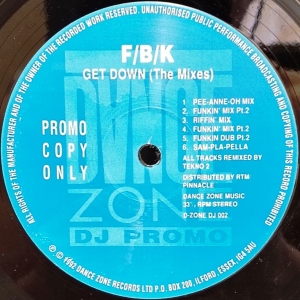 ALL RIGHTS OF THE MANUFACTURER AND OF THE OWNER OF THE RECORDED WORK RESERVED. UNAUTHORISED PUBLIC PERFORMANCE BROADCASTING AND COPYING OF THIS RECORD PROHIBITED.
F/B/K
GET DOWN (The Mixes)
PROMO
COPY
ONLY
1 PEE-ANNE-OH MIX
2. FUNKIN' MIX Pt.2
3. RIFFIN' MIX
4 FUNKIN' MIX Pt.2
5 FUNKIN DUB Pt 2
6. SAM-PLA-PELLA
ALL TRACKS REMIXED BY
TEKNO 2
DISTRIBUTED BY RTM
PINNACLE
DANCE ZONE MUSIC
33⅓ RPM STEREO
D-ZONE DJ 002
DANCE
ZONE
DJ PROMO
© 1992 DANCE ZONE RECORDS LTD P.O. BOX 200, ILFORD, ESSEX, IG4 5AU